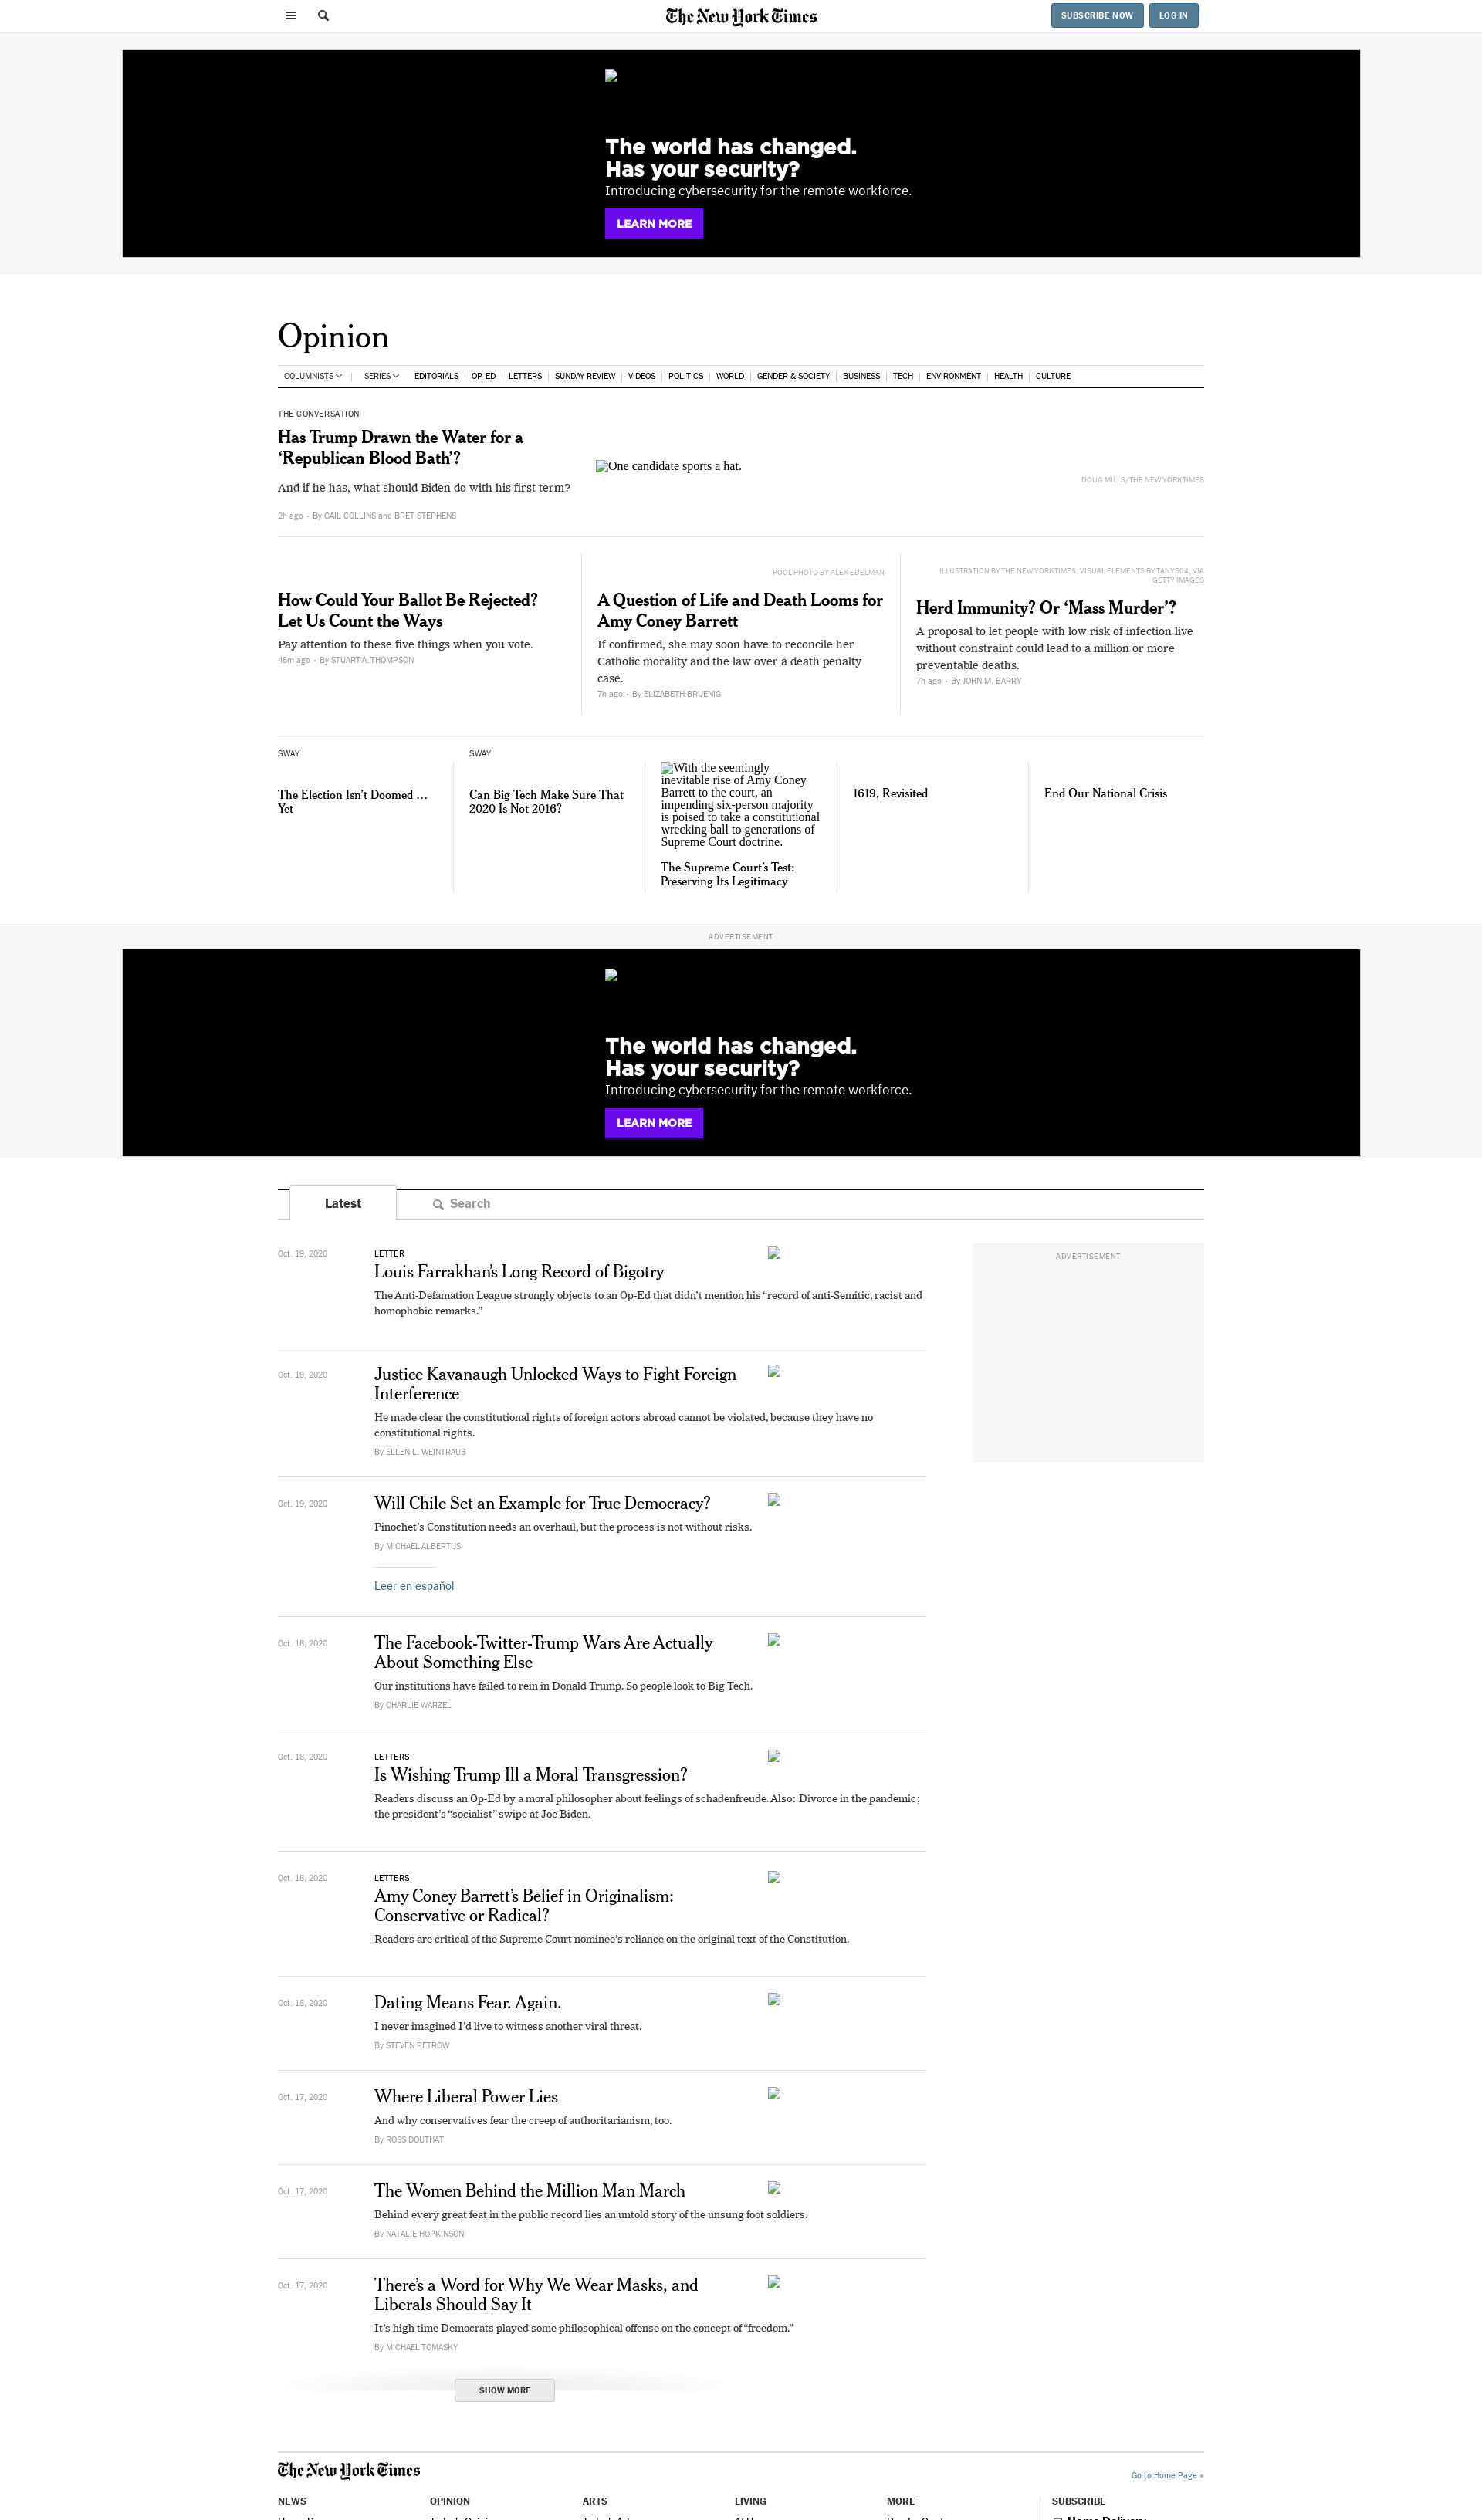 The New York Times
SUBSCRIBE NOW
LOG IN
The world has changed.
Has your security?
Introducing cybersecurity for the remote workforce.
LEARN MORE
Opinion
COLUMNISTS
SERIES
EDITORIALS
OP-ED
LETTERS
SUNDAY REVIEW
VIDEOS
POLITICS
WORLD
GENDER & SOCIETY
BUSINESS
TECH
ENVIRONMENT
HEALTH
CULTURE
THE CONVERSATION
Has Trump Drawn the Water for a
‘Republican Blood Bath’?
And if he has, what should Biden do with his first term?
2h ago • By GAIL COLLINS and BRET STEPHENS
One candidate sports a hat.
DOUG MILLS/THE NEW YORK TIMES
How Could Your Ballot Be Rejected?
Let Us Count the Ways
Pay attention to these five things when you vote.
46m ago • By STUART A. THOMPSON
POOL PHOTO BY ALEX EDELMAN
A Question of Life and Death Looms for
Amy Coney Barrett
If confirmed, she may soon have to reconcile her
Catholic morality and the law over a death penalty
case.
7h ago • By ELIZABETH BRUENIG
ILLUSTRATION BY THE NEW YORK TIMES; VISUAL ELEMENTS BY TANYS04, VIA
GETTY IMAGES
Herd Immunity? Or ‘Mass Murder’?
A proposal to let people with low risk of infection live
without constraint could lead to a million or more
preventable deaths.
7h ago • By JOHN M. BARRY
SWAY
The Election Isn’t Doomed …
Yet
SWAY
Can Big Tech Make Sure That
2020 Is Not 2016?
With the seemingly
inevitable rise of Amy Coney
Barrett to the court, an
impending six-person majority
is poised to take a constitutional
wrecking ball to generations of
Supreme Court doctrine.
The Supreme Court’s Test:
Preserving Its Legitimacy
1619, Revisited
End Our National Crisis
ADVERTISEMENT
The world has changed.
Has your security?
Introducing cybersecurity for the remote workforce.
LEARN MORE
Latest
Search
ADVERTISEMENT
Oct. 19, 2020
LETTER
Louis Farrakhan’s Long Record of Bigotry
The Anti-Defamation League strongly objects to an Op-Ed that didn’t mention his “record of anti-Semitic, racist and
homophobic remarks.”
Oct. 19, 2020
Justice Kavanaugh Unlocked Ways to Fight Foreign
Interference
He made clear the constitutional rights of foreign actors abroad cannot be violated, because they have no
constitutional rights.
By ELLEN L. WEINTRAUB
Oct. 19, 2020
Will Chile Set an Example for True Democracy?
Pinochet’s Constitution needs an overhaul, but the process is not without risks.
By MICHAEL ALBERTUS
Leer en español
Oct. 18, 2020
The Facebook-Twitter-Trump Wars Are Actually
About Something Else
Our institutions have failed to rein in Donald Trump. So people look to Big Tech.
By CHARLIE WARZEL
Oct. 18, 2020
LETTERS
Is Wishing Trump Ill a Moral Transgression?
Readers discuss an Op-Ed by a moral philosopher about feelings of schadenfreude. Also: Divorce in the pandemic;
the president’s “socialist” swipe at Joe Biden.
Oct. 18, 2020
LETTERS
Amy Coney Barrett’s Belief in Originalism:
Conservative or Radical?
Readers are critical of the Supreme Court nominee’s reliance on the original text of the Constitution.
Oct. 18, 2020
Dating Means Fear. Again.
I never imagined I’d live to witness another viral threat.
By STEVEN PETROW
Oct. 17, 2020
Where Liberal Power Lies
And why conservatives fear the creep of authoritarianism, too.
By ROSS DOUTHAT
Oct. 17, 2020
The Women Behind the Million Man March
Behind every great feat in the public record lies an untold story of the unsung foot soldiers.
By NATALIE HOPKINSON
Oct. 17, 2020
There’s a Word for Why We Wear Masks, and
Liberals Should Say It
It’s high time Democrats played some philosophical offense on the concept of “freedom.”
By MICHAEL TOMASKY
SHOW MORE
The New York Times
Go to Home Page »
NEWS
OPINION
ARTS
LIVING
MORE
SUBSCRIBE